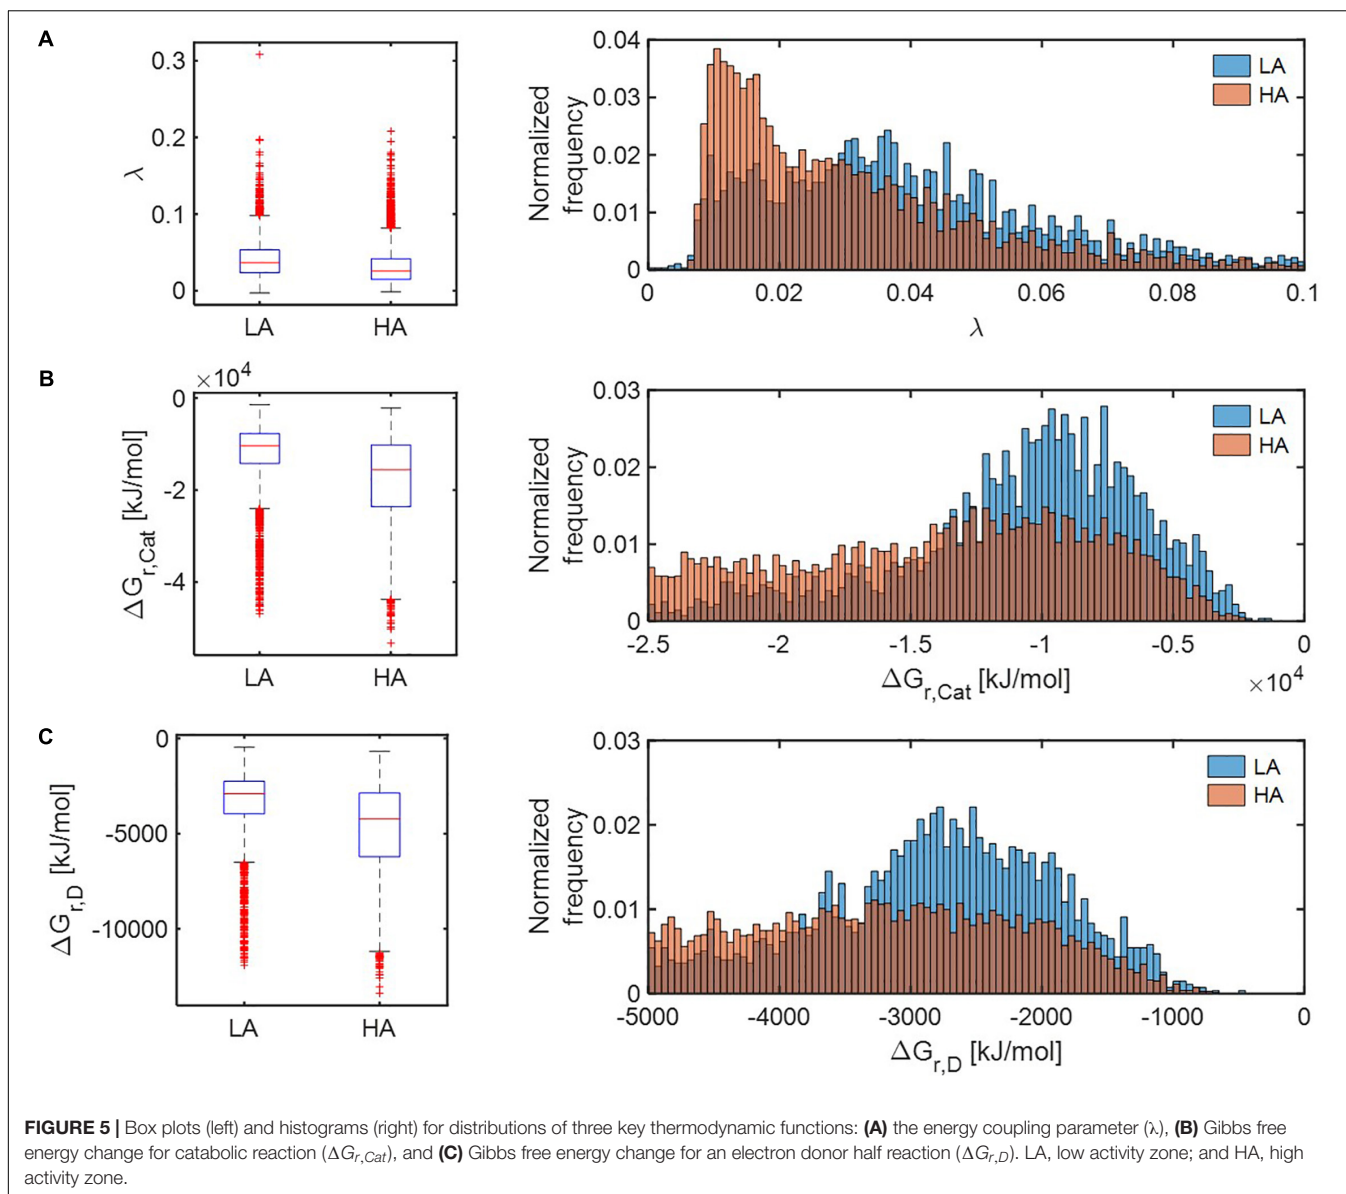 A
0.3
0.2
0.1
0
λ
LA
HA
0.04
0.03
0.02
0.01
0
Normalized
frequency
LA
HA
0
0.02
0.04
0.06
0.08
0.1
λ
B
×10⁴
0
-2
-4
ΔG_r,Cat [kJ/mol]
LA
HA
0.03
0.02
0.01
0
Normalized
frequency
LA
HA
-2.5
-2
-1.5
-1
-0.5
0
ΔG_r,Cat [kJ/mol]
×10⁴
C
0
-5000
-10000
ΔG_r,D [kJ/mol]
LA
HA
0.03
0.02
0.01
0
Normalized
frequency
LA
HA
-5000
-4000
-3000
-2000
-1000
0
ΔG_r,D [kJ/mol]
FIGURE 5 | Box plots (left) and histograms (right) for distributions of three key thermodynamic functions: (A) the energy coupling parameter (λ), (B) Gibbs free
energy change for catabolic reaction (ΔG_r,Cat), and (C) Gibbs free energy change for an electron donor half reaction (ΔG_r,D). LA, low activity zone; and HA, high
activity zone.